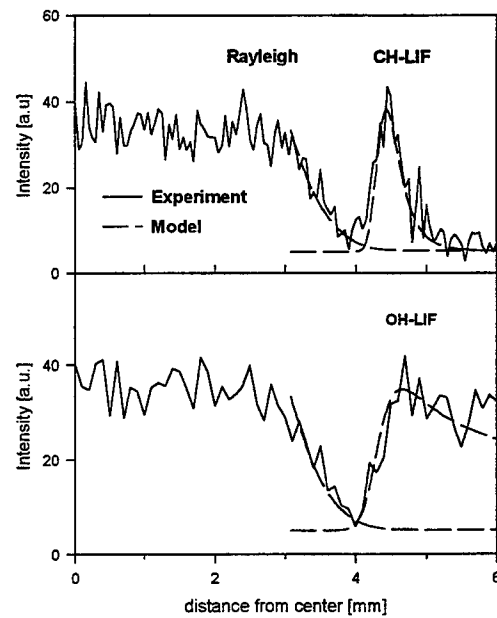 60
40
20
0
Intensity [a.u]
Rayleigh
CH-LIF
Experiment
Model
40
20
0
Intensity [a.u.]
OH-LIF
0
2
4
6
distance from center [mm]